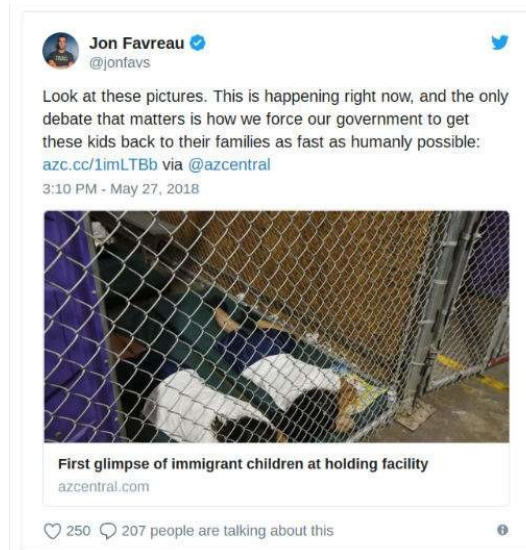 Jon Favreau
@jonfavs
Look at these pictures. This is happening right now, and the only
debate that matters is how we force our government to get
these kids back to their families as fast as humanly possible:
azc.cc/1imLTBb via @azcentral
3:10 PM - May 27, 2018
First glimpse of immigrant children at holding facility
azcentral.com
250 207 people are talking about this